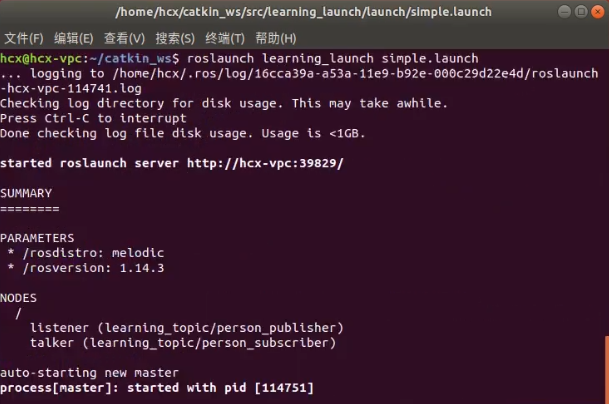 /home/hcx/catkin_ws/src/learning_launch/launch/simple.launch
文件(F) 编辑(E) 查看(V) 搜索(S) 终端(T) 帮助(H)
hcx@hcx-vpc:~/catkin_ws$ roslaunch learning_launch simple.launch
... logging to /home/hcx/.ros/log/16cca39a-a53a-11e9-b92e-000c29d22e4d/roslaunch
-hcx-vpc-114741.log
Checking log directory for disk usage. This may take awhile.
Press Ctrl-C to interrupt
Done checking log file disk usage. Usage is <1GB.
started roslaunch server http://hcx-vpc:39829/
SUMMARY
========
PARAMETERS
* /rosdistro: melodic
* /rosversion: 1.14.3
NODES
/
listener (learning_topic/person_publisher)
talker (learning_topic/person_subscriber)
auto-starting new master
process[master]: started with pid [114751]